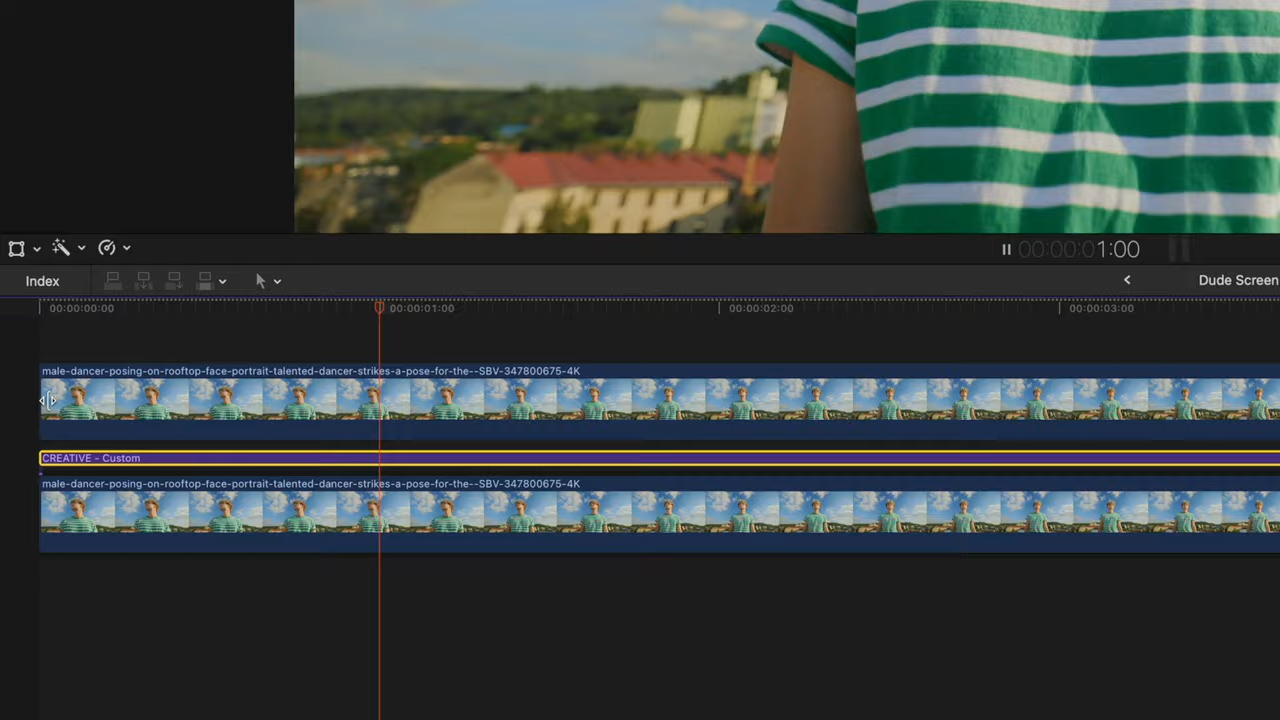 00:00:01:00
Index
Dude Screen
00:00:00:00
00:00:01:00
00:00:02:00
00:00:03:00
male-dancer-posing-on-rooftop-face-portrait-talented-dancer-strikes-a-pose-for-the--SBV-347800675-4K
CREATIVE - Custom
male-dancer-posing-on-rooftop-face-portrait-talented-dancer-strikes-a-pose-for-the--SBV-347800675-4K